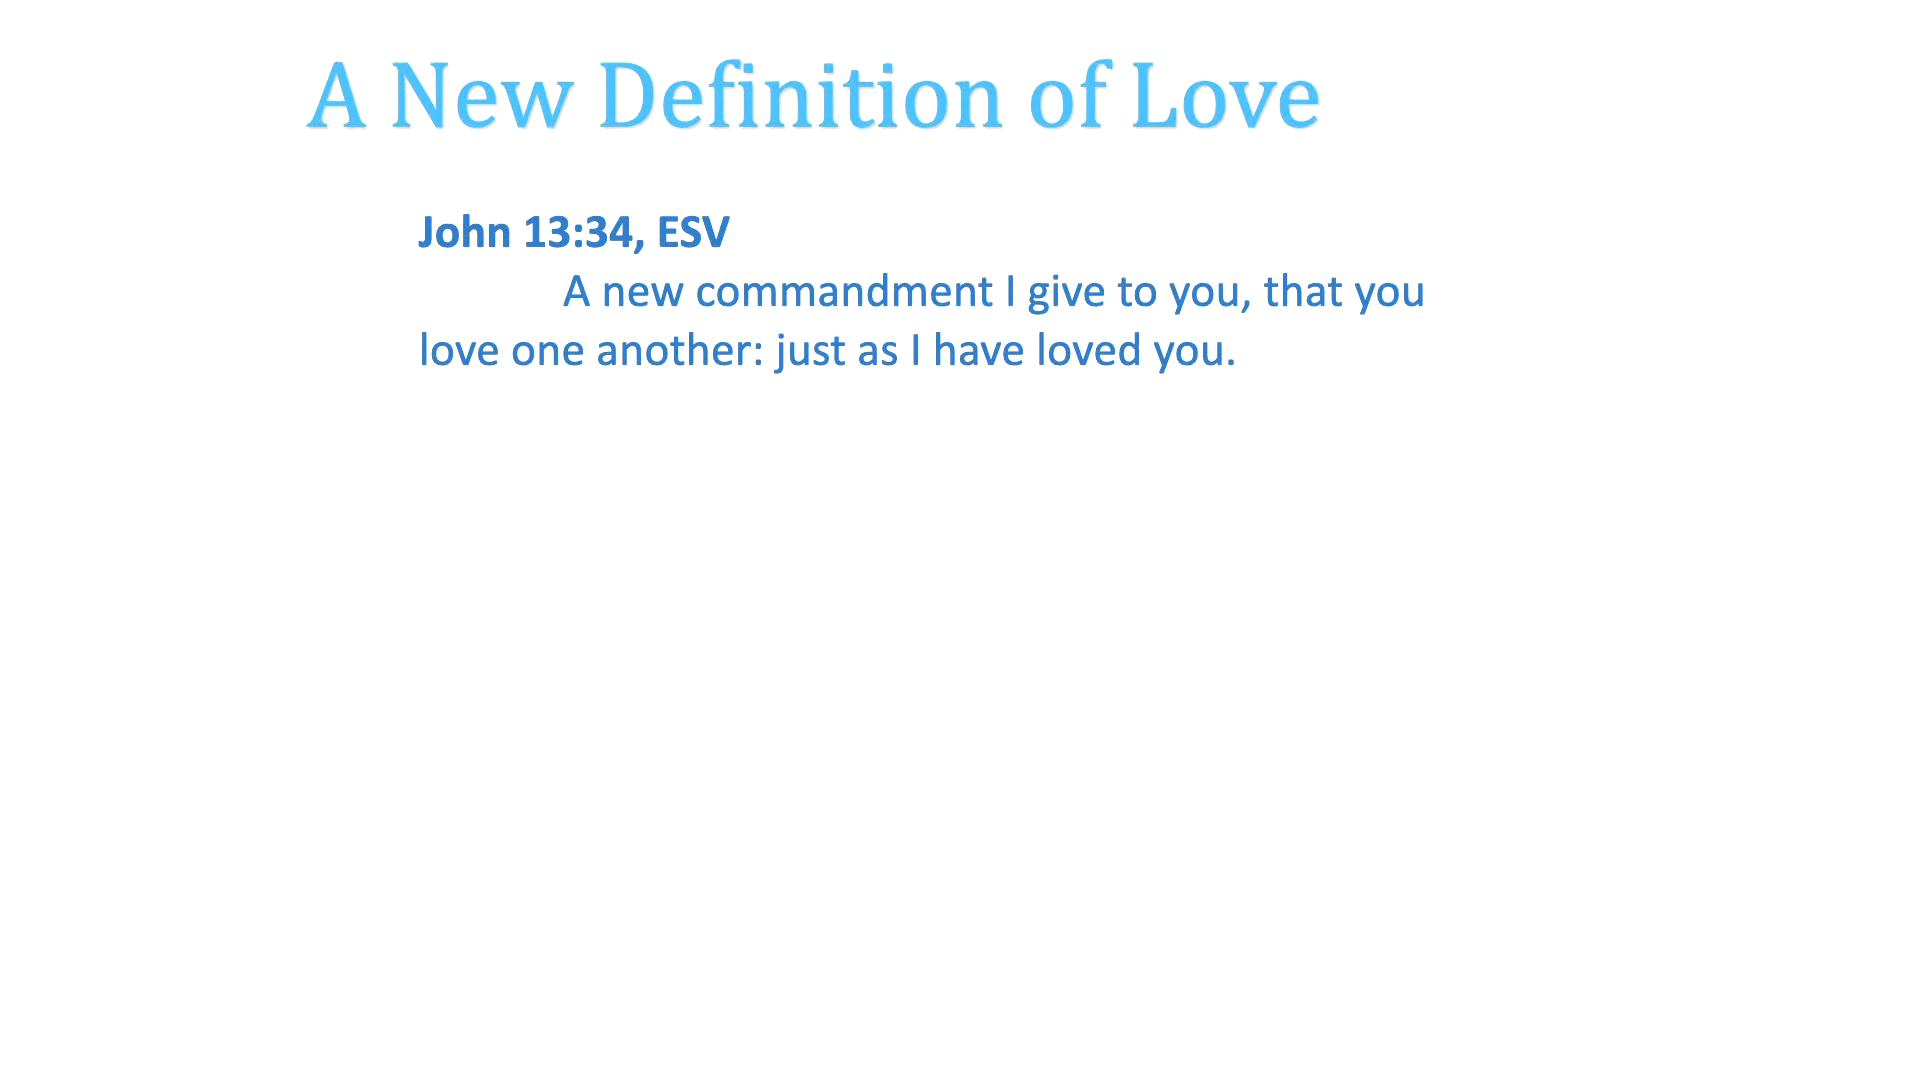 A New Definition of Love
John 13:34, ESV
A new commandment I give to you, that you
love one another: just as I have loved you.